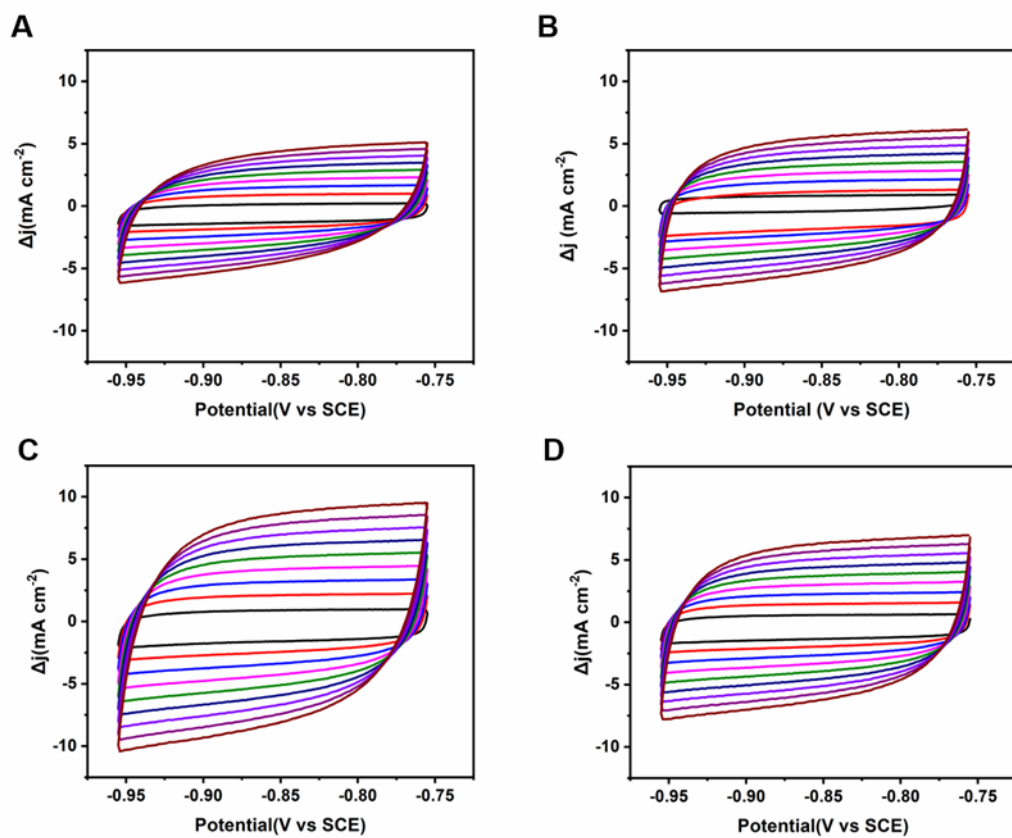 A
10
5
0
-5
-10
Δj(mA cm-2)
-0.95 -0.90 -0.85 -0.80 -0.75
Potential(V vs SCE)
B
10
5
0
-5
-10
Δj (mA cm-2)
-0.95 -0.90 -0.85 -0.80 -0.75
Potential (V vs SCE)
C
10
5
0
-5
-10
Δj(mA cm-2)
-0.95 -0.90 -0.85 -0.80 -0.75
Potential(V vs SCE)
D
10
5
0
-5
-10
Δj(mA cm-2)
-0.95 -0.90 -0.85 -0.80 -0.75
Potential(V vs SCE)